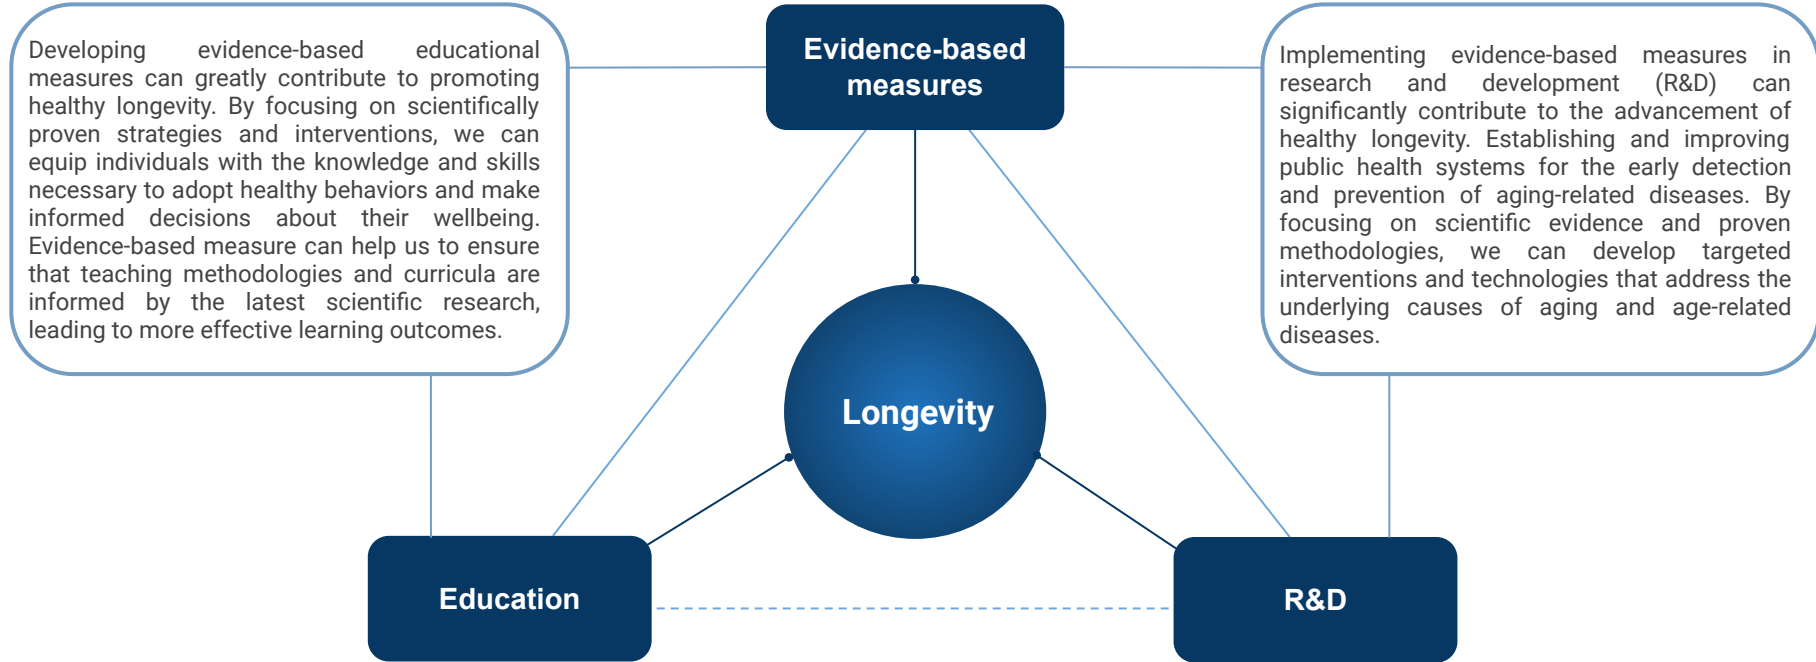 Developing evidence-based educational
measures can greatly contribute to promoting
healthy longevity. By focusing on scientifically
proven strategies and interventions, we can
equip individuals with the knowledge and skills
necessary to adopt healthy behaviors and make
informed decisions about their wellbeing.
Evidence-based measure can help us to ensure
that teaching methodologies and curricula are
informed by the latest scientific research,
leading to more effective learning outcomes.
Evidence-based
measures
Implementing evidence-based measures in
research and development (R&D) can
significantly contribute to the advancement of
healthy longevity. Establishing and improving
public health systems for the early detection
and prevention of aging-related diseases. By
focusing on scientific evidence and proven
methodologies, we can develop targeted
interventions and technologies that address the
underlying causes of aging and age-related
diseases.
Longevity
Education
R&D